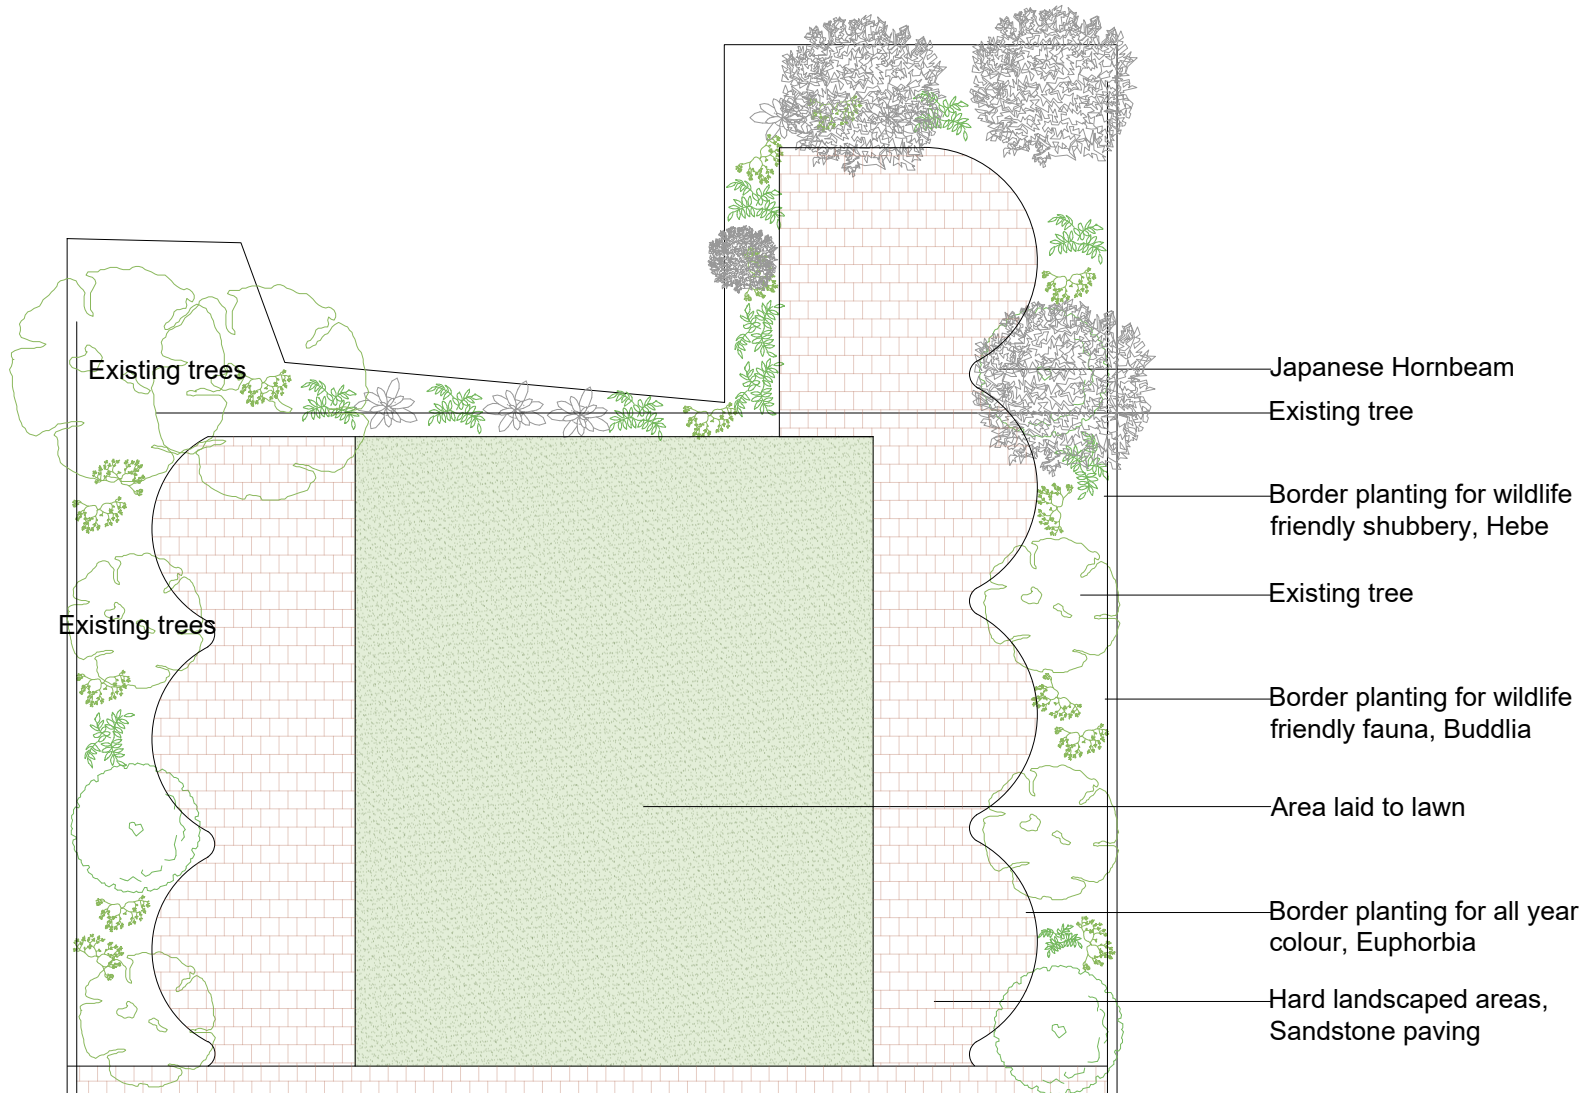 Existing trees
Existing trees
Japanese Hornbeam
Existing tree
Border planting for wildlife
friendly shubbery, Hebe
Existing tree
Border planting for wildlife
friendly fauna, Buddlia
Area laid to lawn
Border planting for all year
colour, Euphorbia
Hard landscaped areas,
Sandstone paving